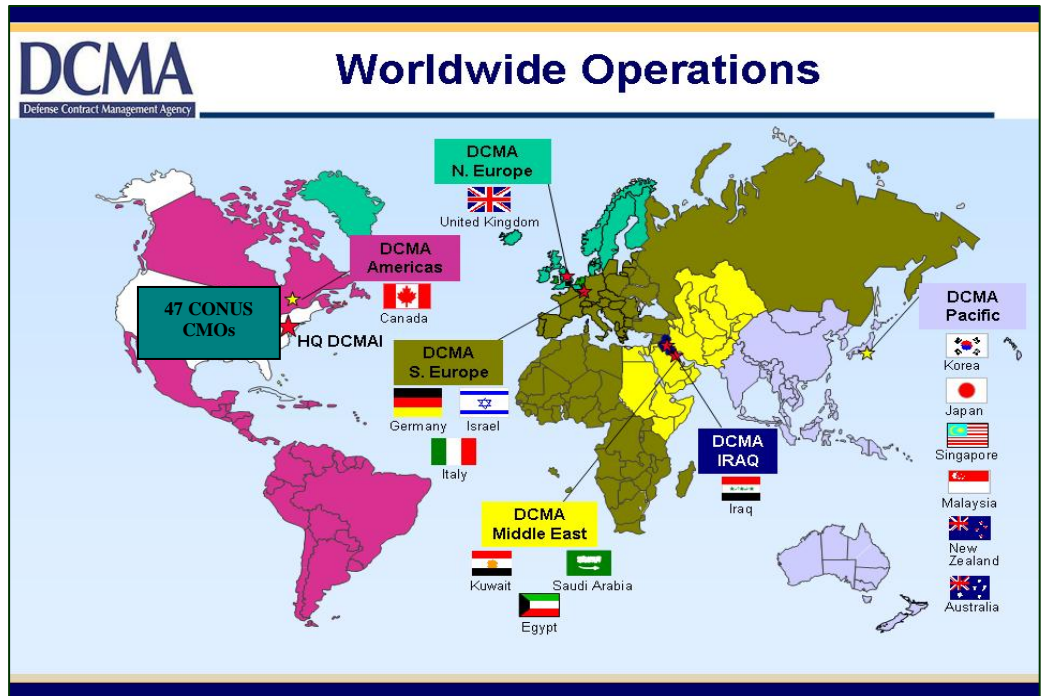 DCMA
Defense Contract Management Agency
Worldwide Operations
DCMA
N. Europe
United Kingdom
DCMA
Americas
Canada
47 CONUS
CMOs
HQ DCMAI
DCMA
S. Europe
Germany
Israel
Italy
DCMA
Middle East
Kuwait
Saudi Arabia
Egypt
DCMA
IRAQ
Iraq
DCMA
Pacific
Korea
Japan
Singapore
Malaysia
New
Zealand
Australia